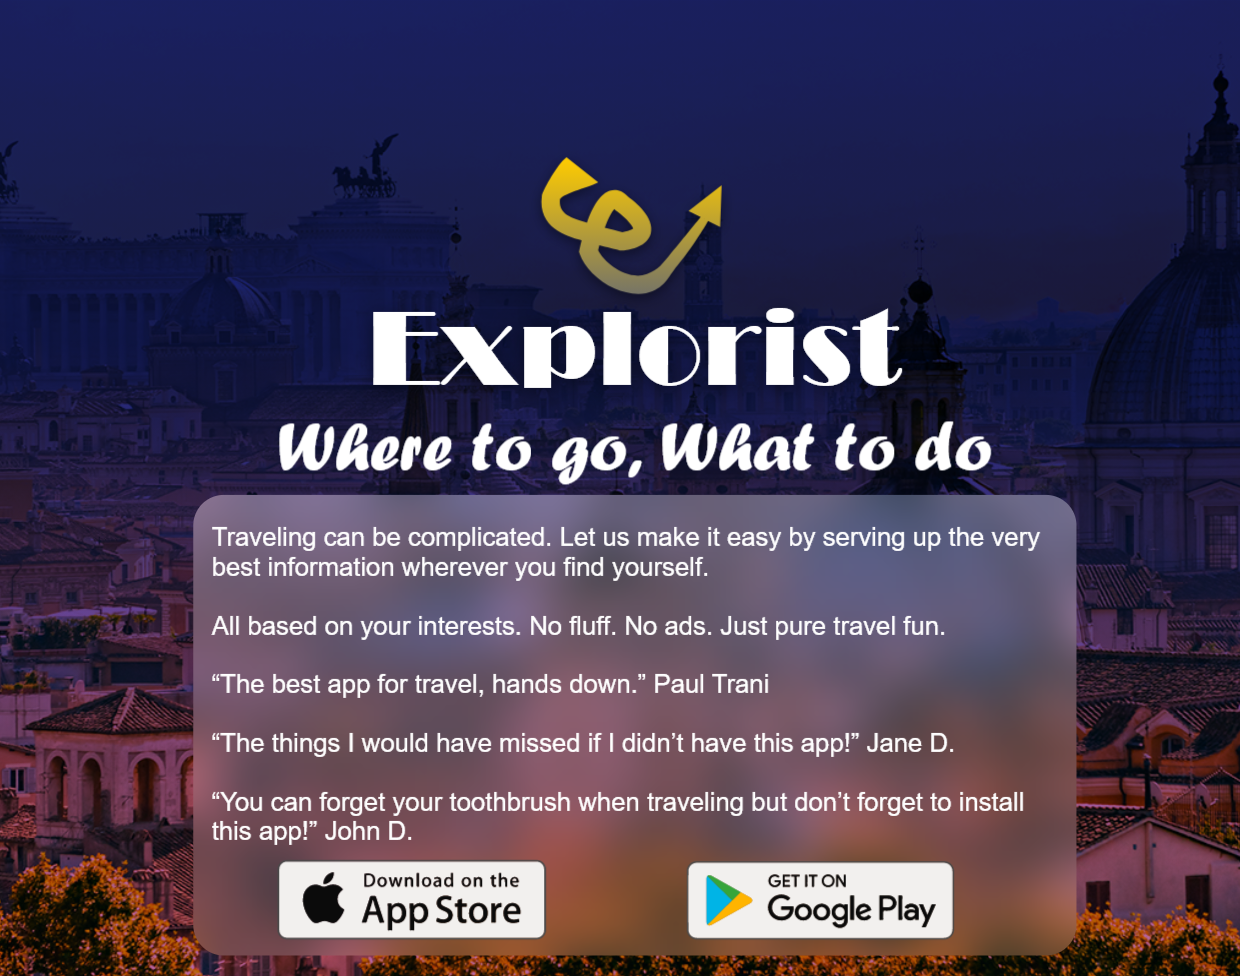 Explorist
Where to go, What to do
Traveling can be complicated. Let us make it easy by serving up the very
best information wherever you find yourself.
All based on your interests. No fluff. No ads. Just pure travel fun.
“The best app for travel, hands down.” Paul Trani
“The things I would have missed if I didn’t have this app!” Jane D.
“You can forget your toothbrush when traveling but don’t forget to install
this app!” John D.
Download on the
App Store
GET IT ON
Google Play